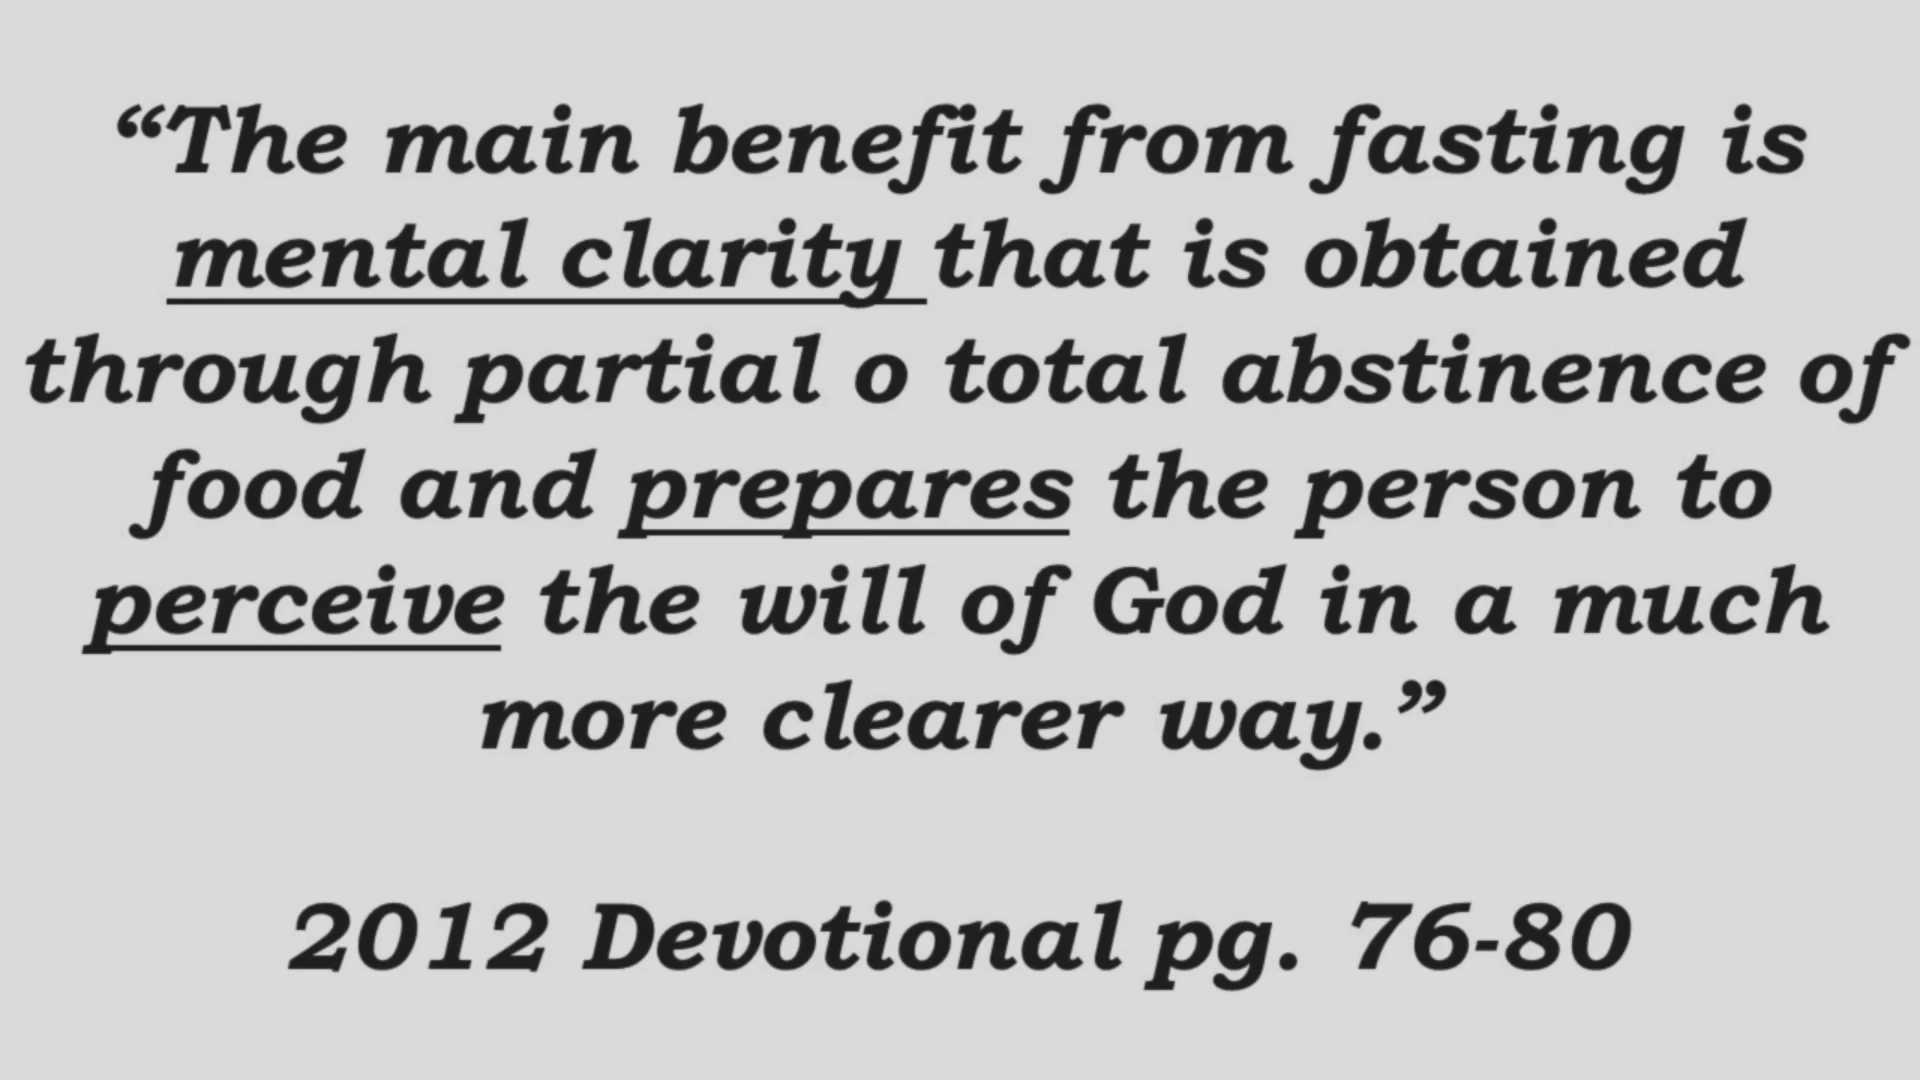 “The main benefit from fasting is
mental clarity that is obtained
through partial o total abstinence of
food and prepares the person to
perceive the will of God in a much
more clearer way.”
2012 Devotional pg. 76-80